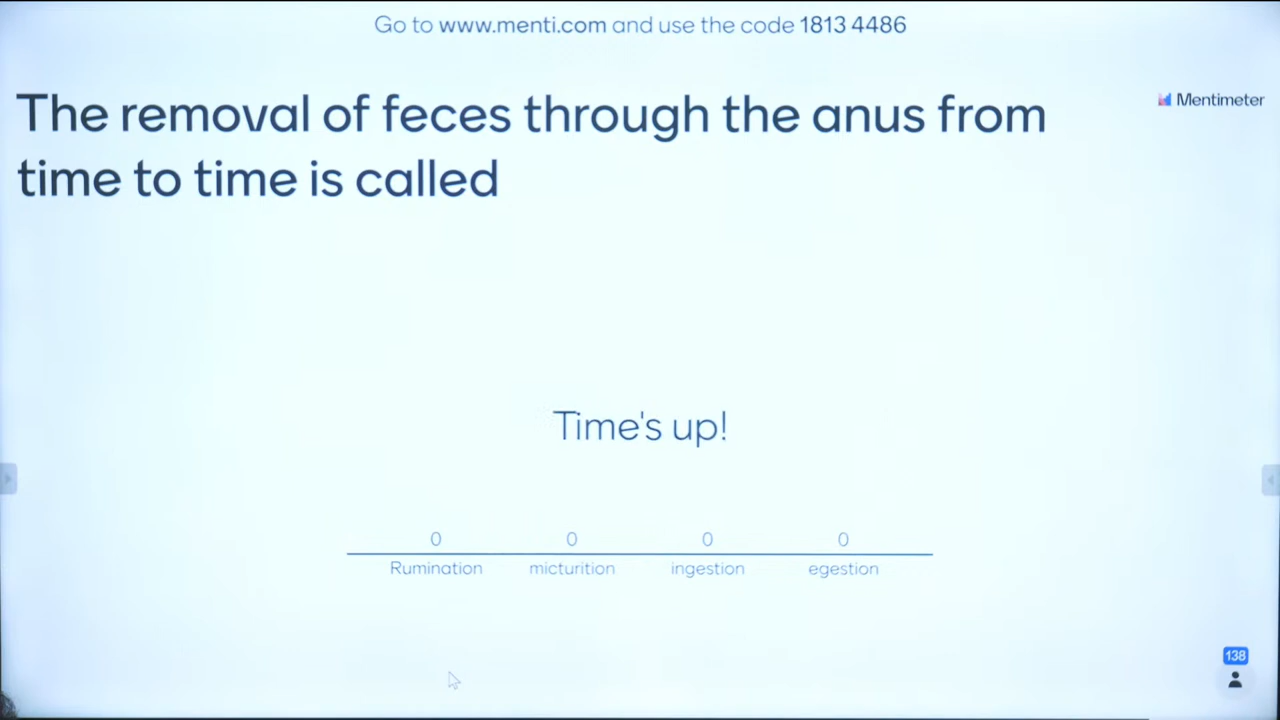 Go to www.menti.com and use the code 1813 4486
Mentimeter
The removal of feces through the anus from
time to time is called
Time's up!
0 0 0 0
Rumination micturition ingestion egestion
138